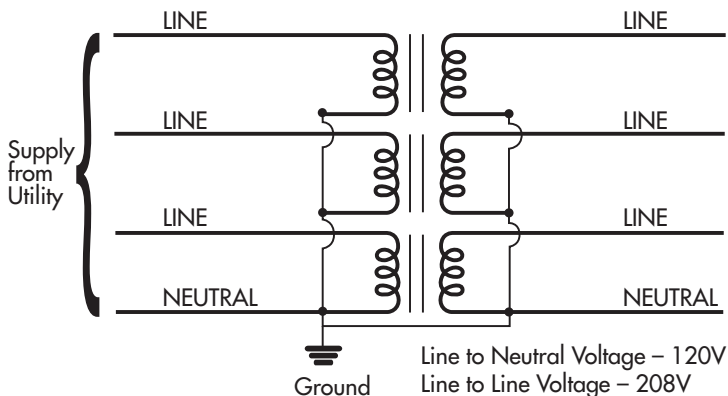 LINE
LINE
LINE
LINE
Supply
from
Utility
LINE
LINE
NEUTRAL
NEUTRAL
Ground
Line to Neutral Voltage – 120V
Line to Line Voltage – 208V